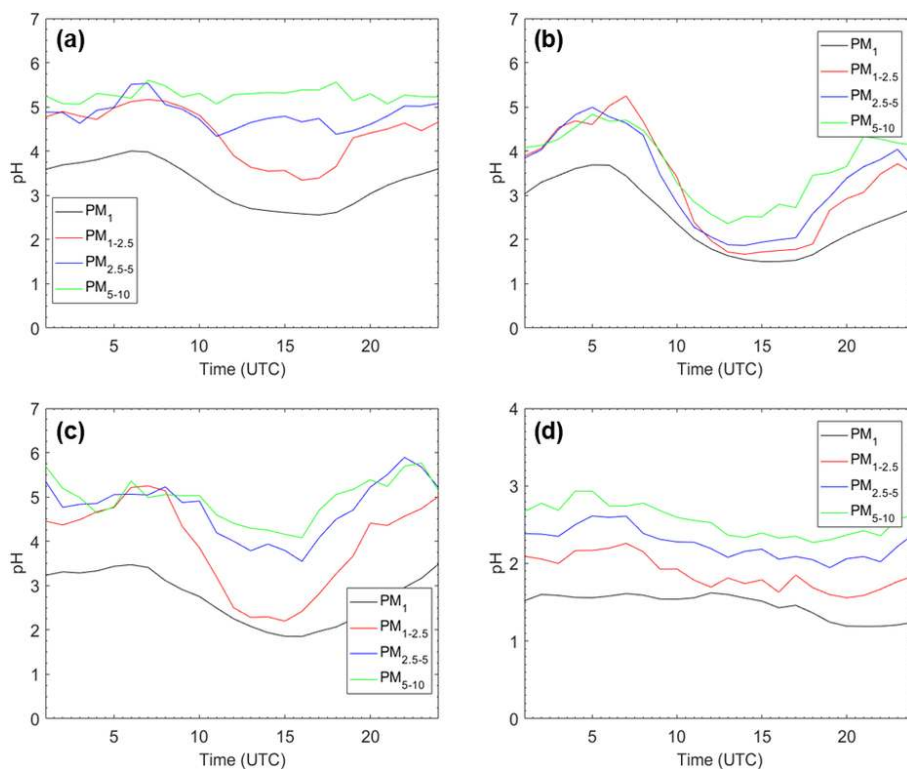 (a)
7
6
5
4
3
2
1
0
pH
5
10
15
20
Time (UTC)
PM₁
PM₁₋₂.₅
PM₂.₅₋₅
PM₅₋₁₀
(b)
7
6
5
4
3
2
1
0
pH
5
10
15
20
Time (UTC)
PM₁
PM₁₋₂.₅
PM₂.₅₋₅
PM₅₋₁₀
(c)
7
6
5
4
3
2
1
0
pH
5
10
15
20
Time (UTC)
PM₁
PM₁₋₂.₅
PM₂.₅₋₅
PM₅₋₁₀
(d)
4
3
2
1
0
pH
5
10
15
20
Time (UTC)
PM₁
PM₁₋₂.₅
PM₂.₅₋₅
PM₅₋₁₀